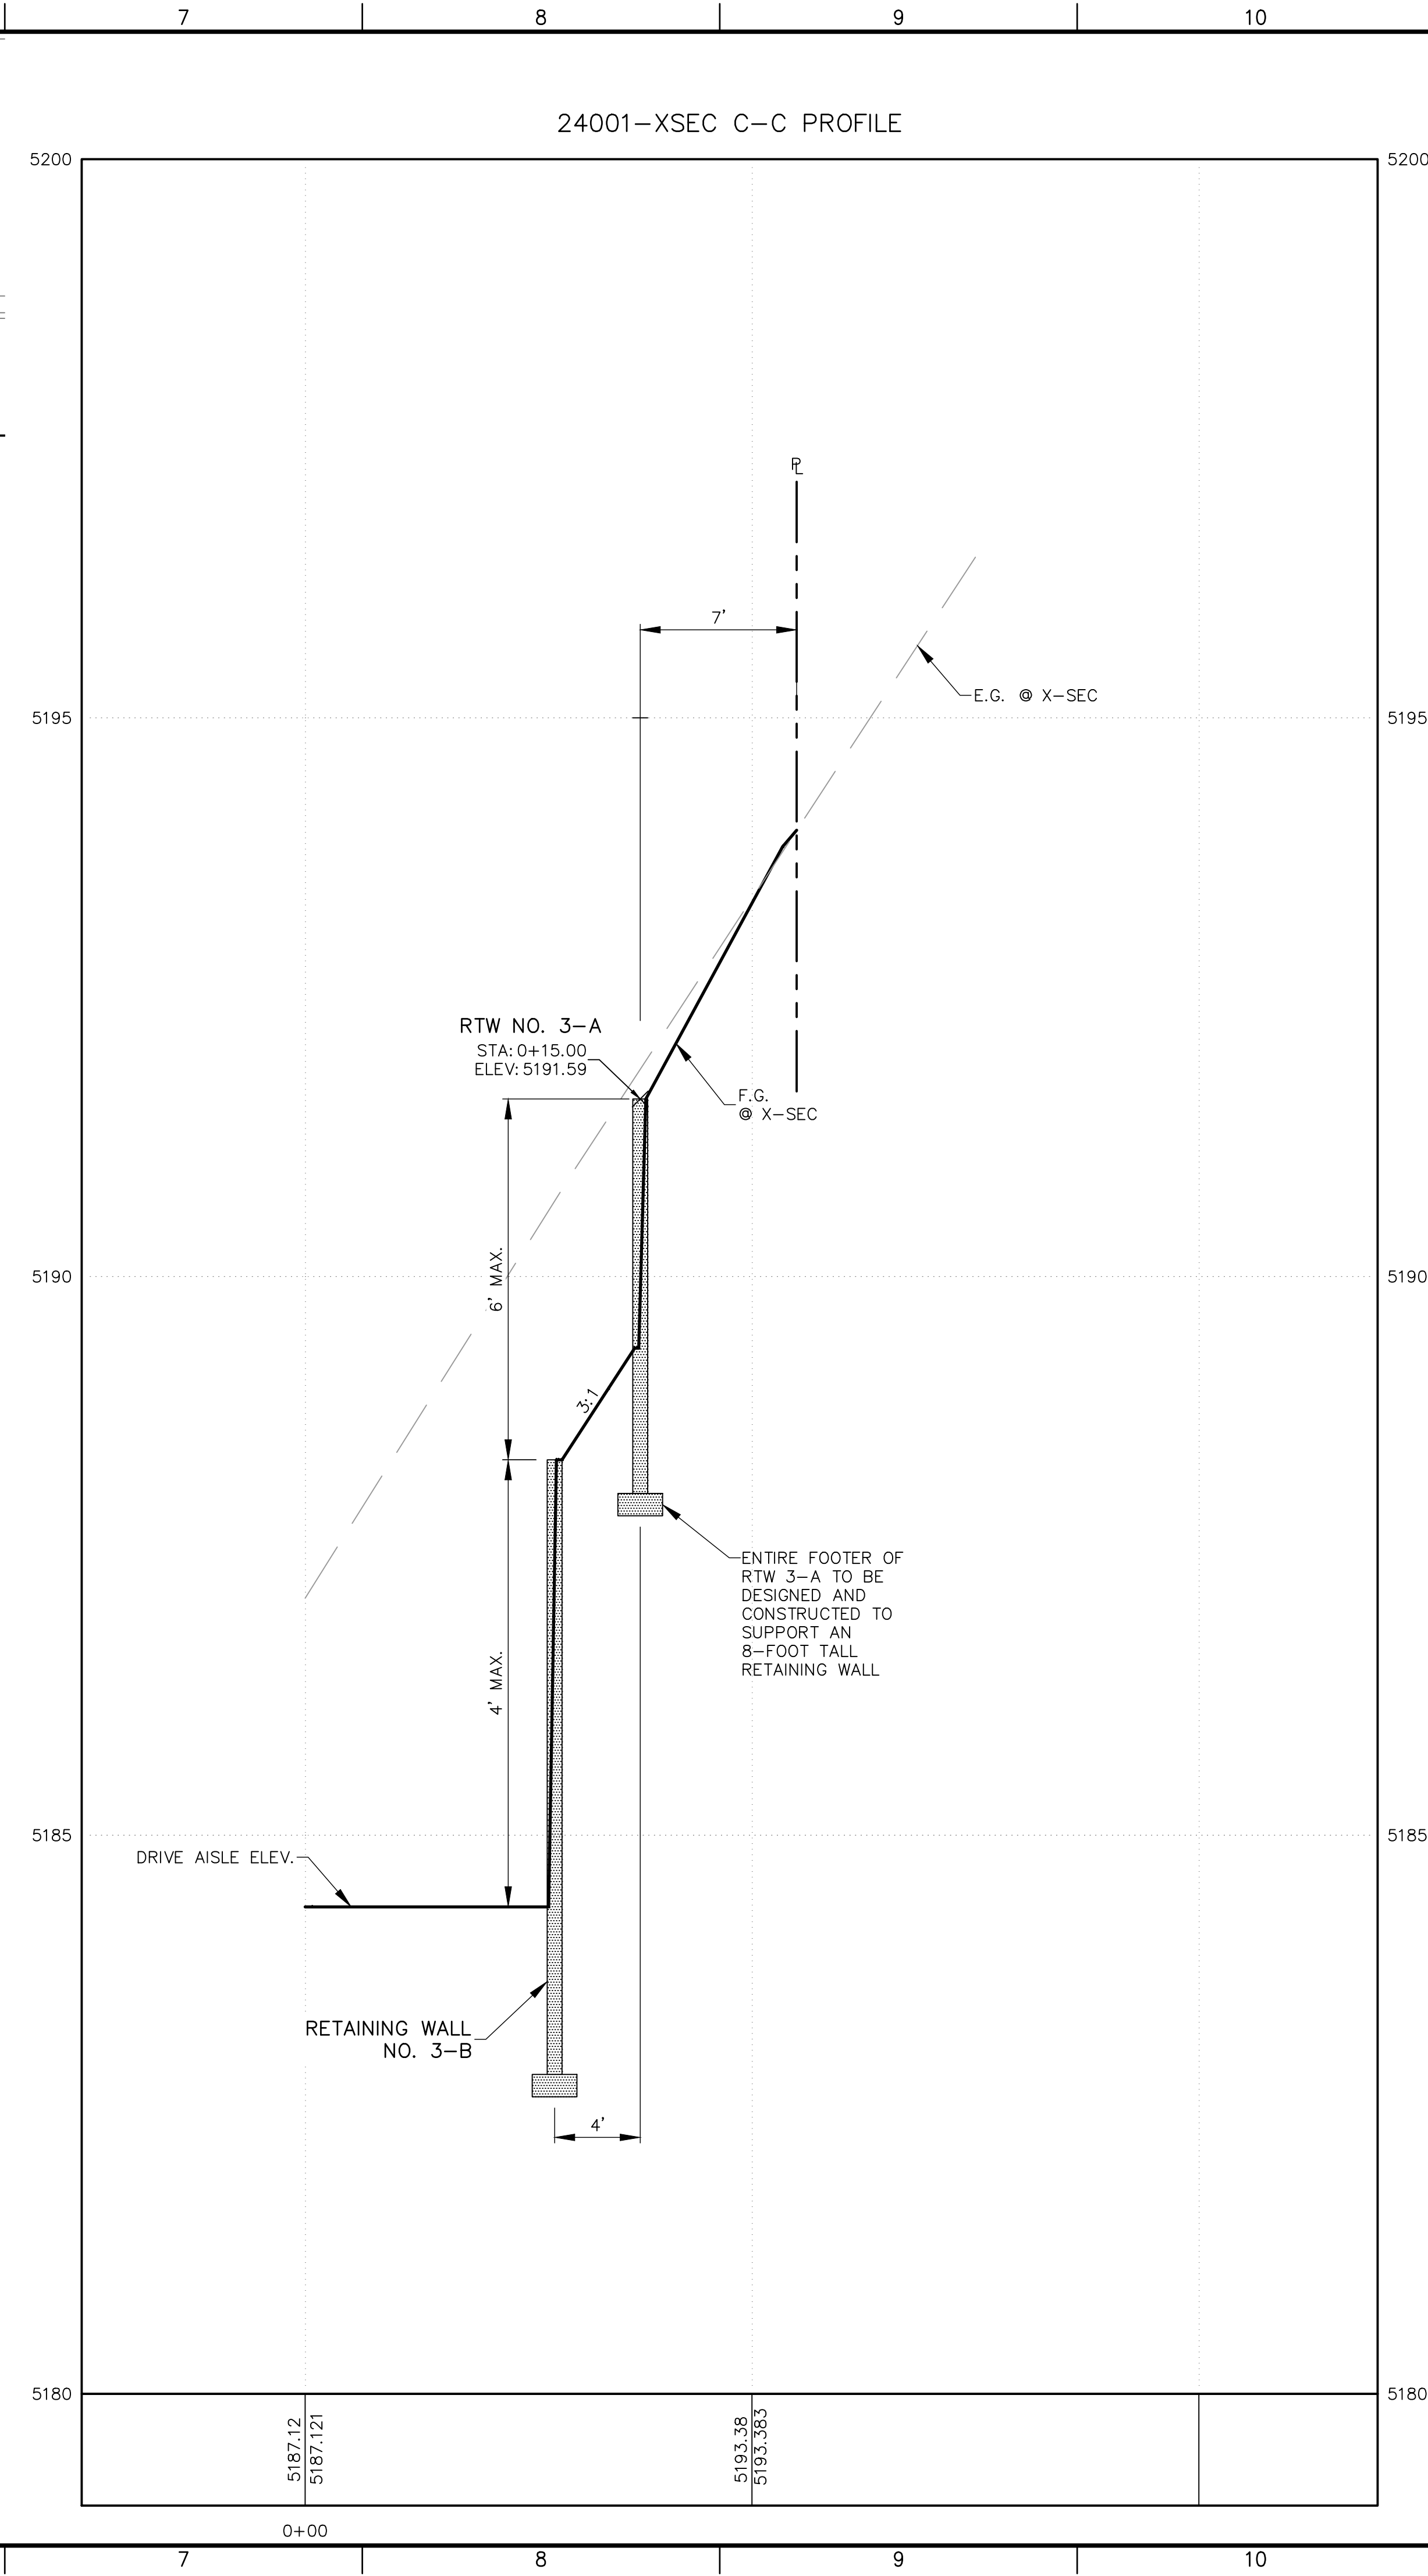 7 8 9 10
24001-XSEC C-C PROFILE
5200 5200
PL
7'
E.G. @ X-SEC
5195 5195
RTW NO. 3-A
STA: 0+15.00
ELEV: 5191.59
F.G.
@ X-SEC
6' MAX.
5190 5190
3:1
ENTIRE FOOTER OF
RTW 3-A TO BE
DESIGNED AND
CONSTRUCTED TO
SUPPORT AN
8-FOOT TALL
RETAINING WALL
4' MAX.
5185 5185
DRIVE AISLE ELEV.
RETAINING WALL
NO. 3-B
4'
5180 5180
5187.12
5187.121
5193.38
5193.383
0+00
7 8 9 10